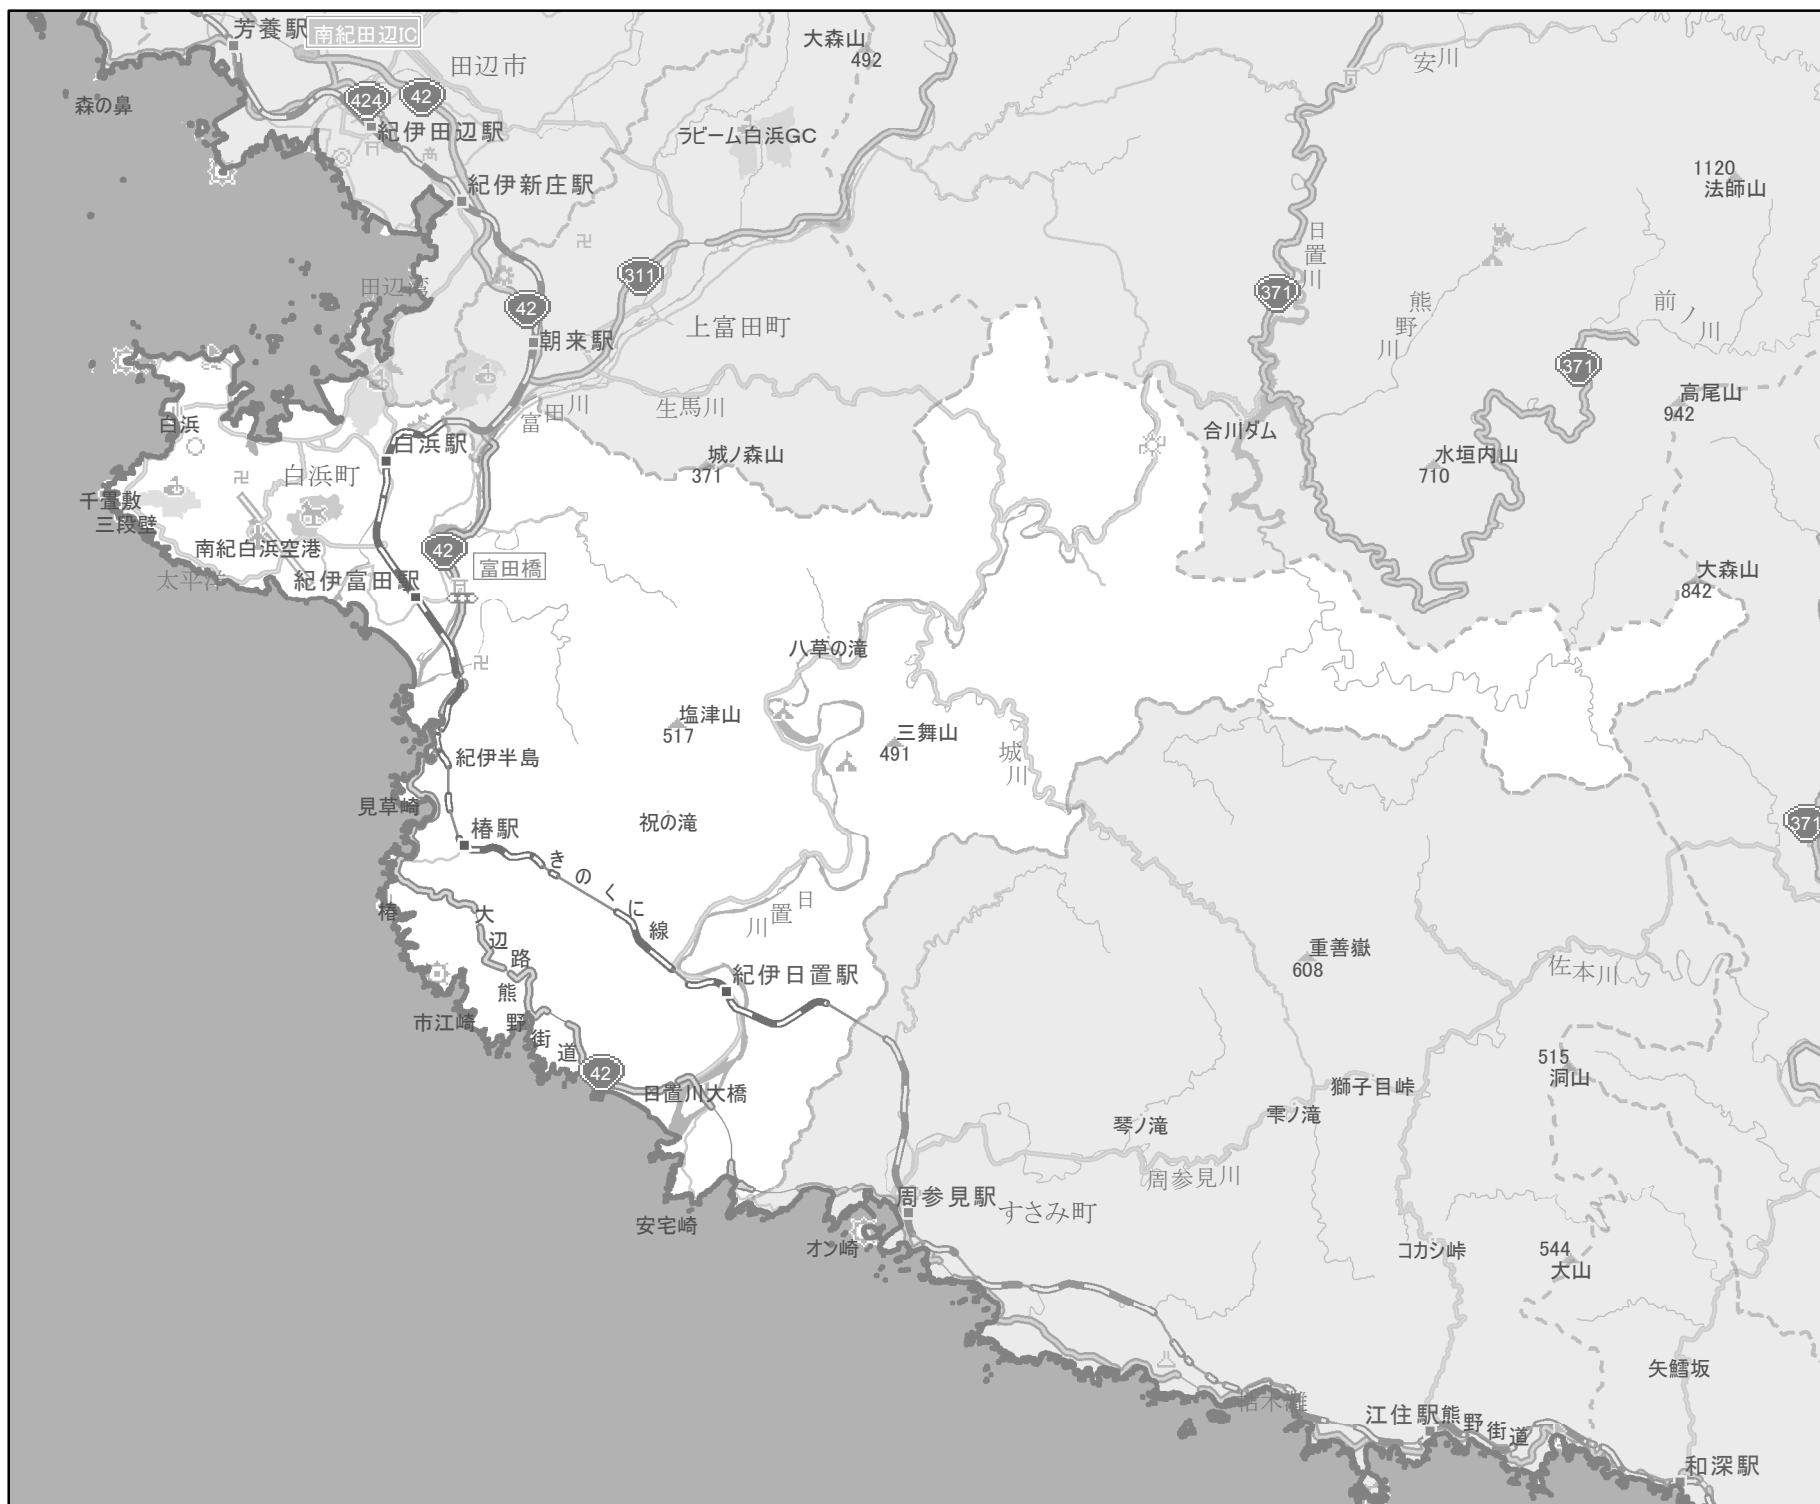 芳養駅
南紀田辺IC
田辺市
大森山
492
安川
森の鼻
424
42
紀伊田辺駅
ラビーム白浜GC
1120
法師山
紀伊新庄駅
日置川
田辺湾
311
371
熊野川
前ノ川
42
朝来駅
上富田町
371
高尾山
942
白浜
富田川
生馬川
合川ダム
白浜駅
城ノ森山
371
水垣内山
710
白浜町
千畳敷
三段壁
南紀白浜空港
42
富田橋
太平洋
紀伊富田駅
大森山
842
八草の滝
塩津山
517
三舞山
491
城川
紀伊半島
見草崎
祝の滝
371
椿駅
きのくに線
日置川
椿
大辺路
熊野街道
重善嶽
608
佐本川
紀伊日置駅
市江崎
42
日置川大橋
515
洞山
獅子目峠
琴ノ滝
雫ノ滝
周参見川
周参見駅
すさみ町
安宅崎
オン崎
コカシ峠
544
大山
矢鱈坂
枯木灘
江住駅
熊野街道
和深駅